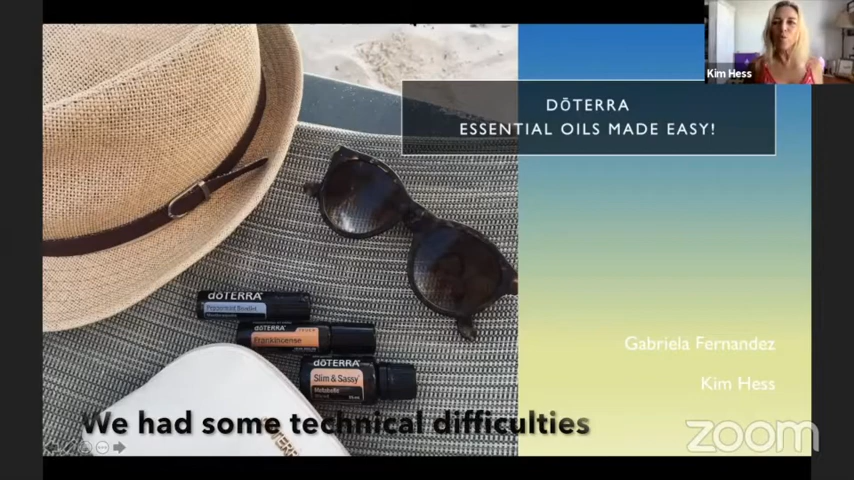 Kim Hess
DŌTERRA
ESSENTIAL OILS MADE EASY!
dōTERRA
dōTERRA
Frankincense
dōTERRA
Slim & Sassy
Metabolic
Gabriela Fernandez
Kim Hess
We had some technical difficulties
zoom